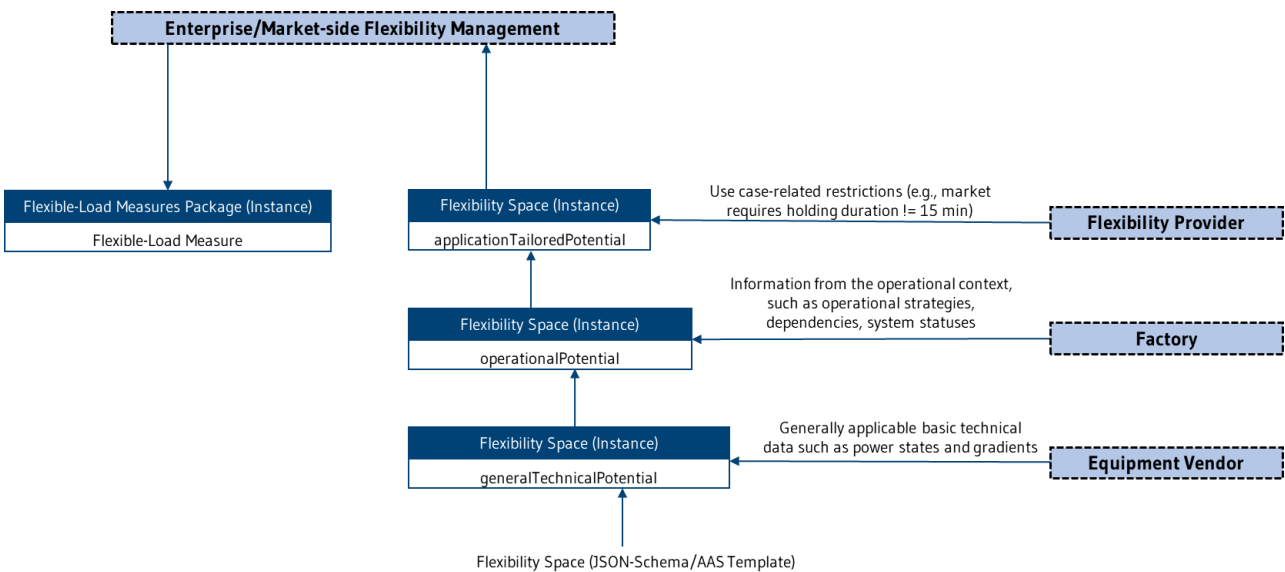 Enterprise/Market-side Flexibility Management
Flexible-Load Measures Package (Instance)
Flexible-Load Measure
Flexibility Space (Instance)
applicationTailoredPotential
Use case-related restrictions (e.g., market
requires holding duration != 15 min)
Flexibility Provider
Flexibility Space (Instance)
operationalPotential
Information from the operational context,
such as operational strategies,
dependencies, system statuses
Factory
Flexibility Space (Instance)
generalTechnicalPotential
Generally applicable basic technical
data such as power states and gradients
Equipment Vendor
Flexibility Space (JSON-Schema/AAS Template)